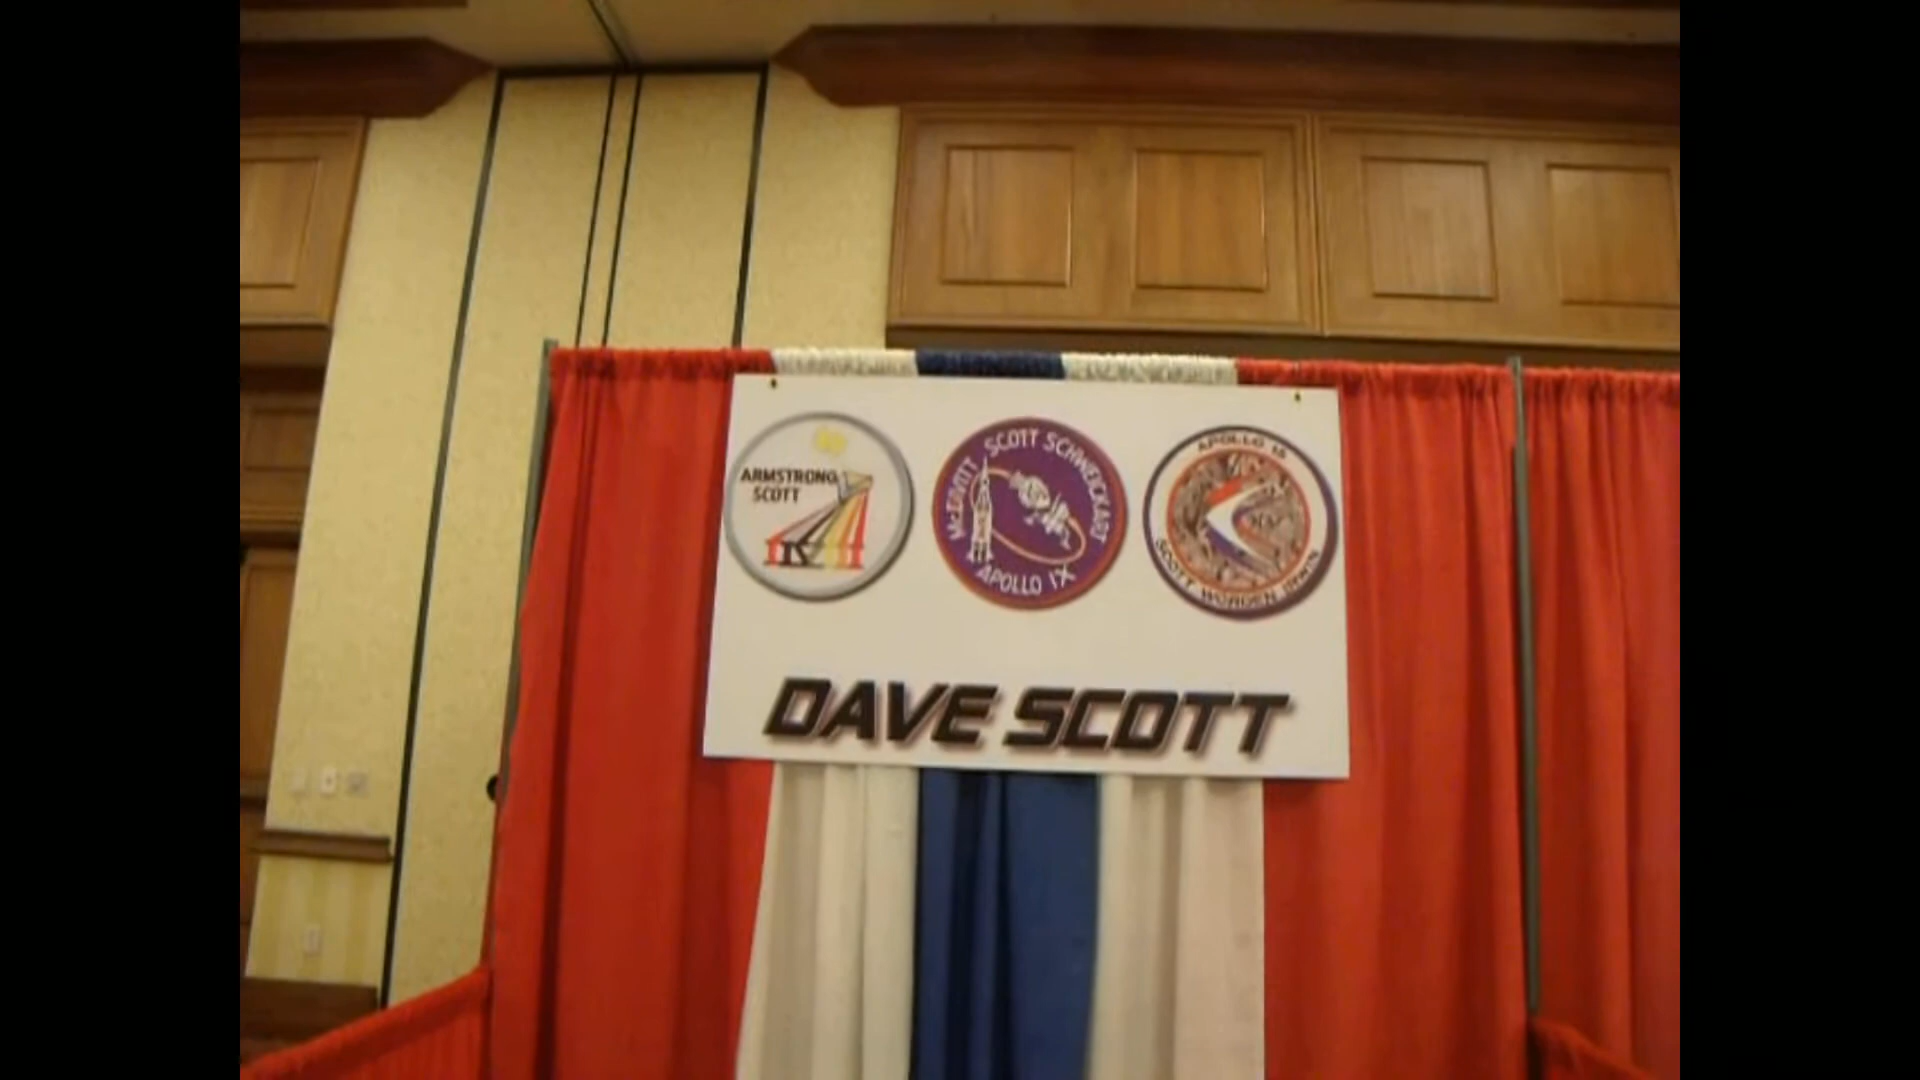 ARMSTRONG
SCOTT
McDIVITT SCOTT SCHWEICKART
APOLLO IX
APOLLO 15
SCOTT WORDEN IRWIN
DAVE SCOTT